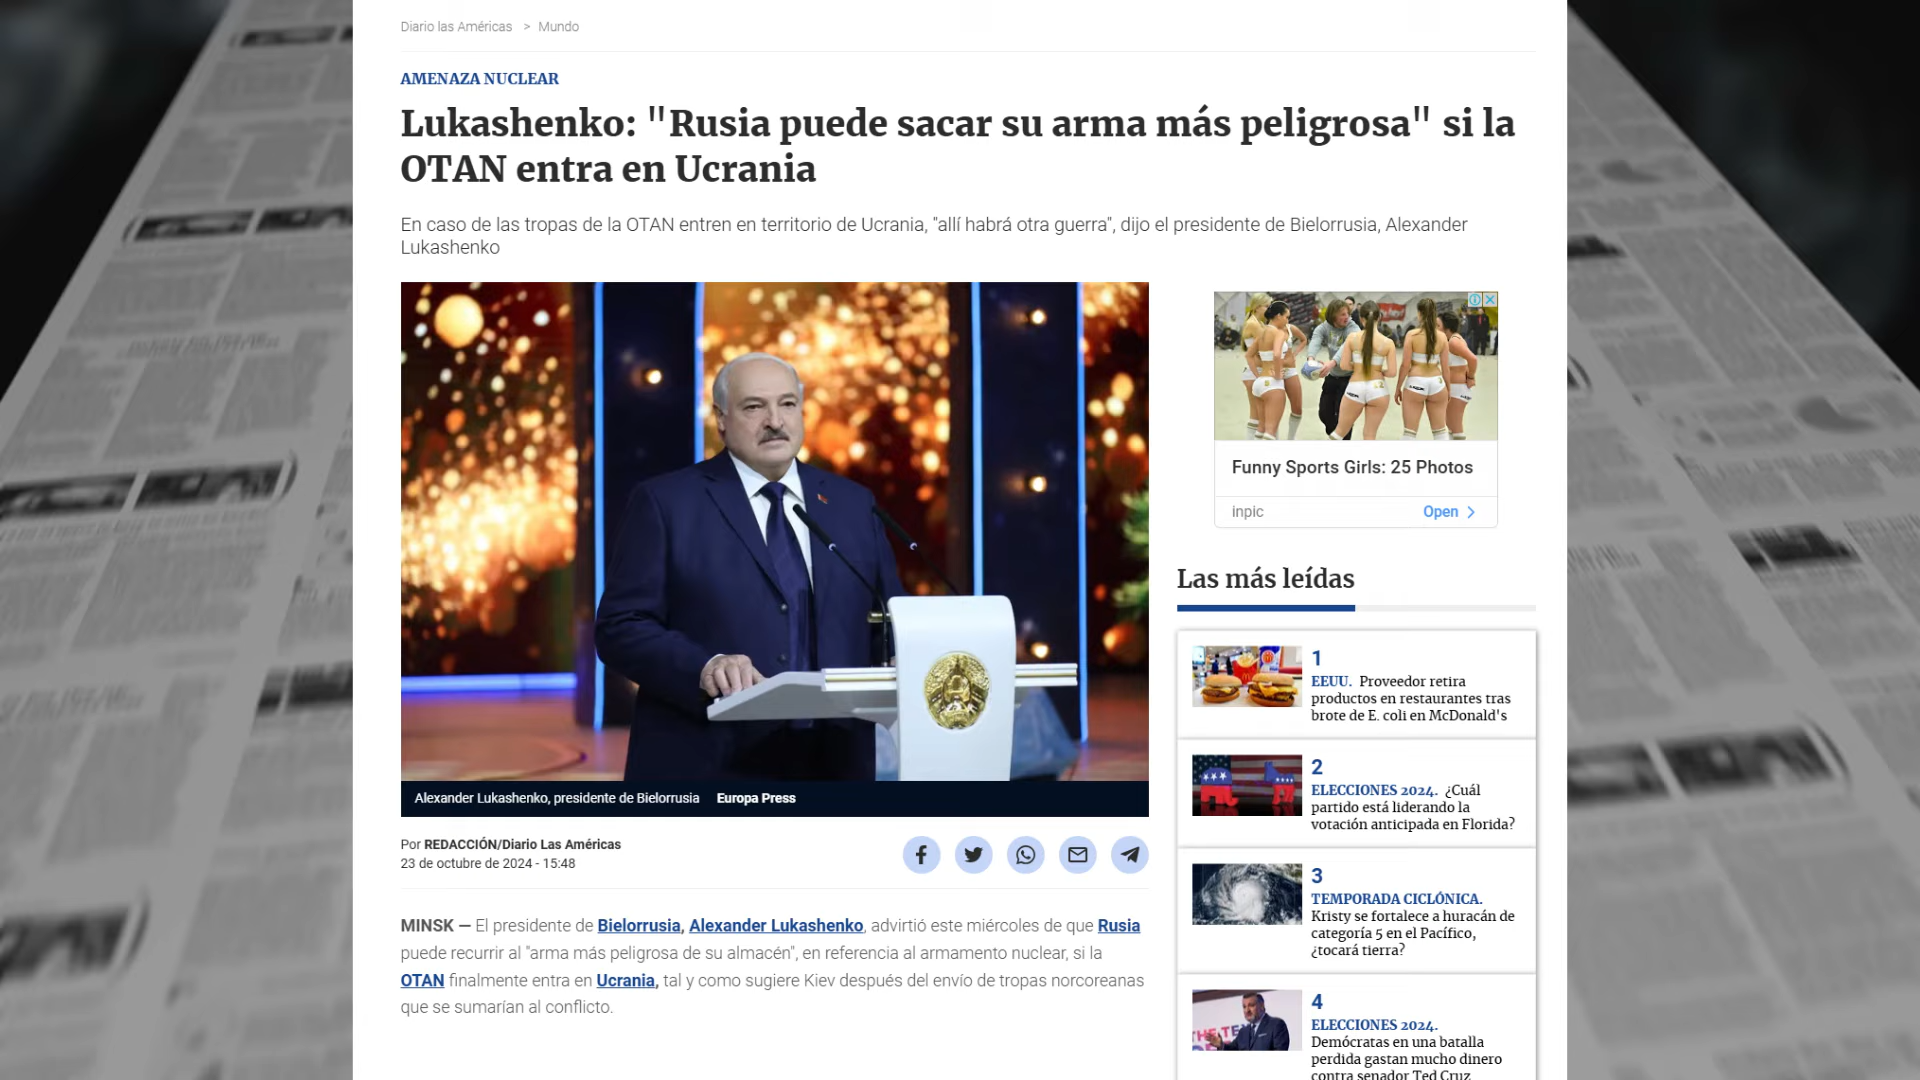 Diario las Américas > Mundo
AMENAZA NUCLEAR
Lukashenko: "Rusia puede sacar su arma más peligrosa" si la
OTAN entra en Ucrania
En caso de las tropas de la OTAN entren en territorio de Ucrania, "allí habrá otra guerra", dijo el presidente de Bielorrusia, Alexander
Lukashenko
Alexander Lukashenko, presidente de Bielorrusia Europa Press
Por REDACCIÓN/Diario Las Américas
23 de octubre de 2024 - 15:48
MINSK — El presidente de Bielorrusia, Alexander Lukashenko, advirtió este miércoles de que Rusia
puede recurrir al "arma más peligrosa de su almacén", en referencia al armamento nuclear, si la
OTAN finalmente entra en Ucrania, tal y como sugiere Kiev después del envío de tropas norcoreanas
que se sumarían al conflicto.
Funny Sports Girls: 25 Photos
inpic
Open
Las más leídas
1
EEUU. Proveedor retira
productos en restaurantes tras
brote de E. coli en McDonald's
2
ELECCIONES 2024. ¿Cuál
partido está liderando la
votación anticipada en Florida?
3
TEMPORADA CICLÓNICA.
Kristy se fortalece a huracán de
categoría 5 en el Pacífico,
¿tocará tierra?
4
ELECCIONES 2024.
Demócratas en una batalla
perdida gastan mucho dinero
contra senador Ted Cruz